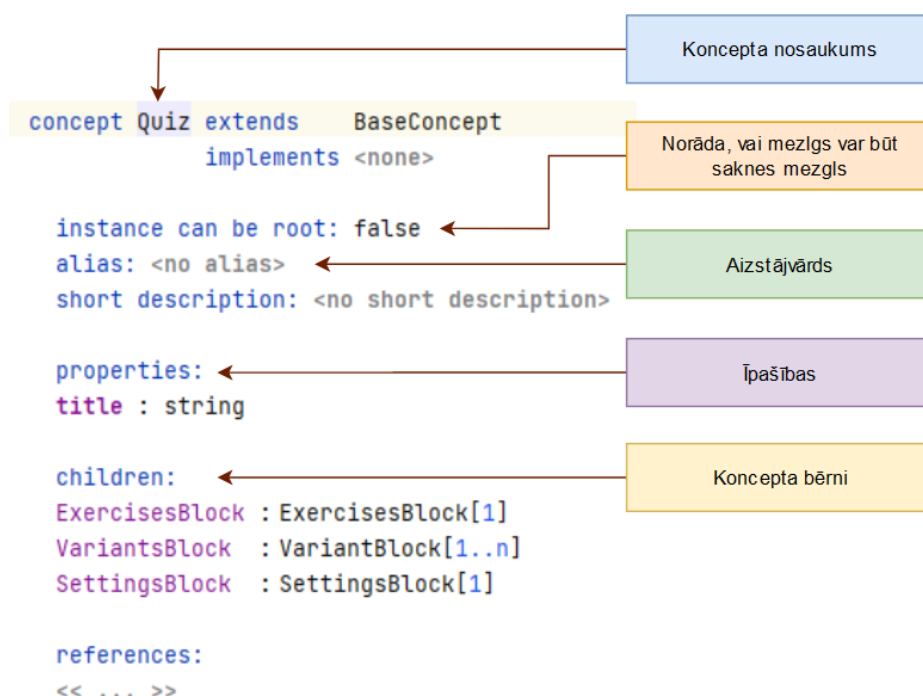 Koncepta nosaukums
concept Quiz extends BaseConcept
implements <none>
Norāda, vai mezlgs var būt
saknes mezgls
instance can be root: false
alias: <no alias>
Aizstājvārds
short description: <no short description>
properties:
Īpašības
title : string
children:
Koncepta bērni
ExercisesBlock : ExercisesBlock[1]
VariantsBlock : VariantBlock[1..n]
SettingsBlock : SettingsBlock[1]
references:
<< ... >>